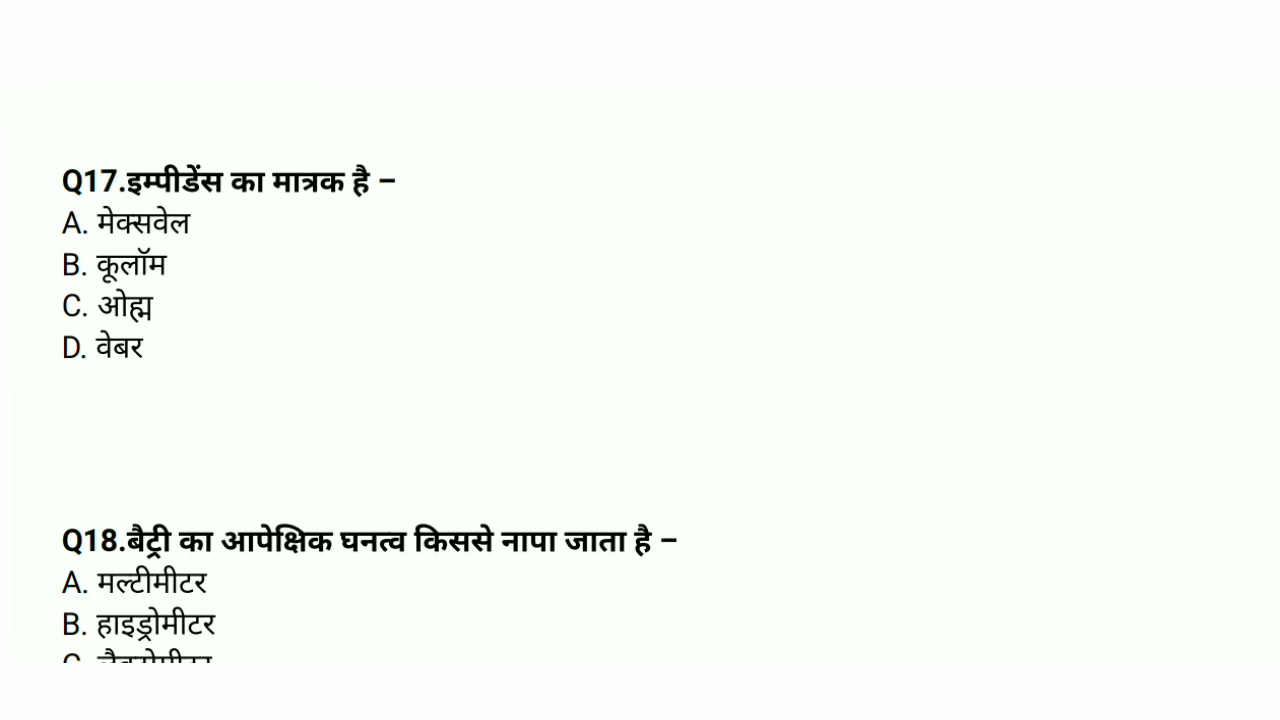 Q17.इम्पीडेंस का मात्रक है –
A. मेक्सवेल
B. कूलॉम
C. ओह्म
D. वेबर
Q18.बैट्री का आपेक्षिक घनत्व किससे नापा जाता है –
A. मल्टीमीटर
B. हाइड्रोमीटर